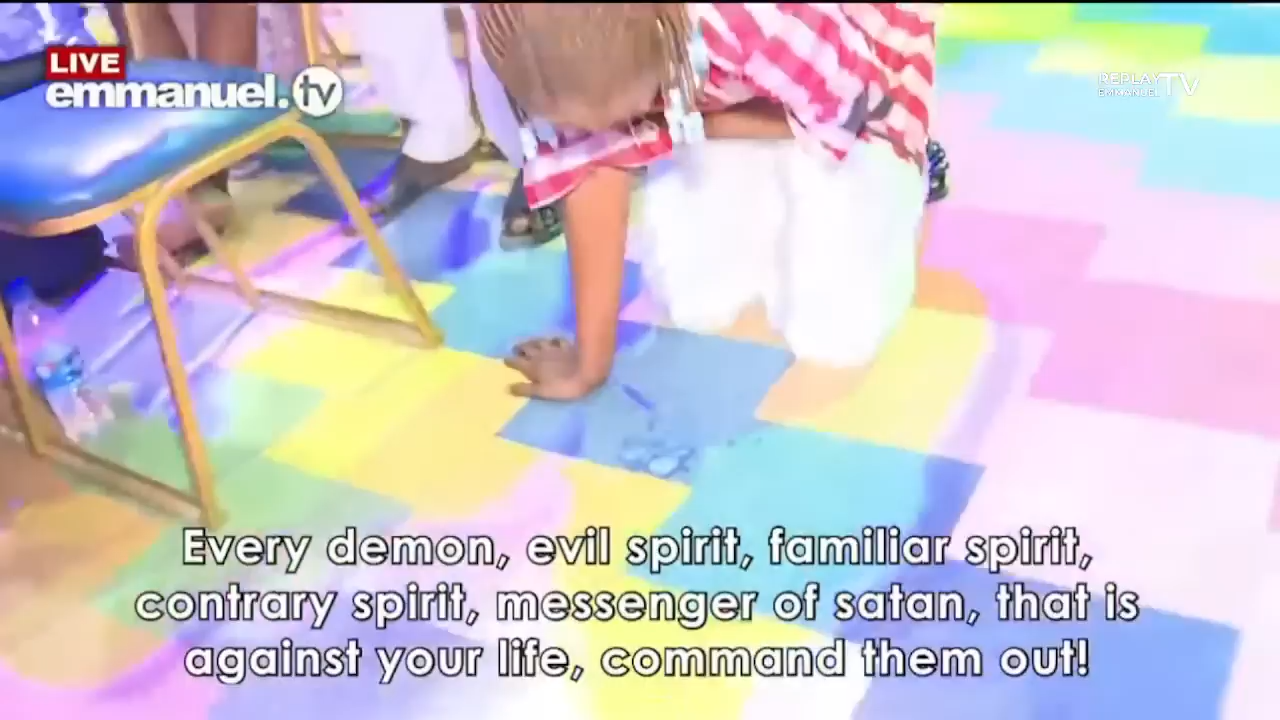 LIVE
emmanuel.tv
REPLAY TV
EMMANUEL
Every demon, evil spirit, familiar spirit,
contrary spirit, messenger of satan, that is
against your life, command them out!